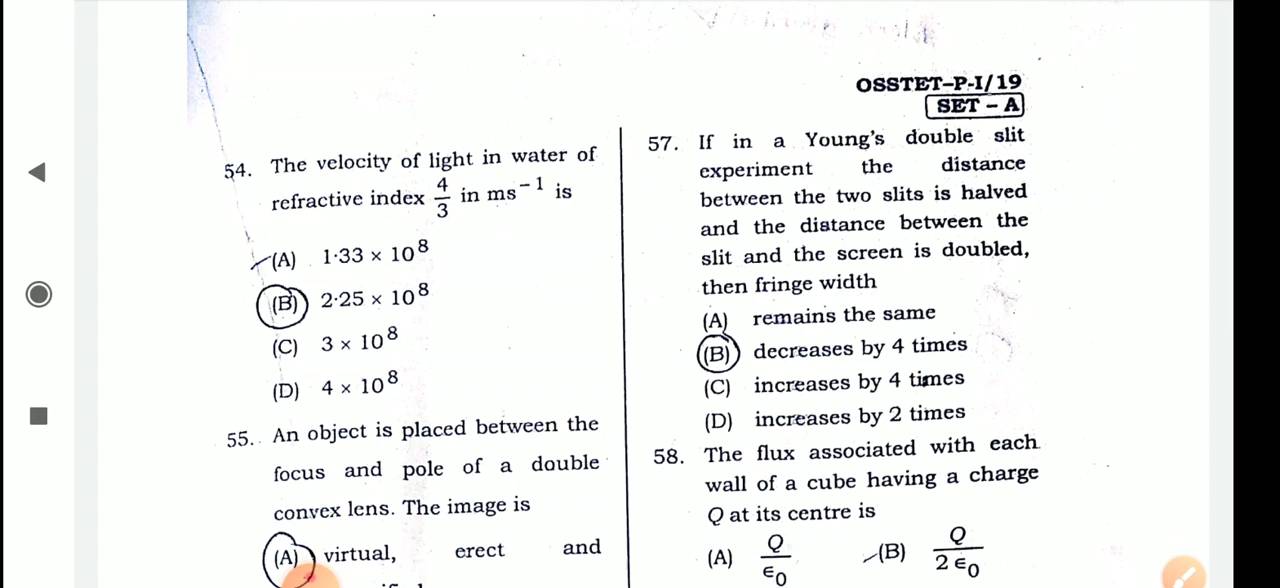 OSSTET–P-I/19
SET – A
54. The velocity of light in water of
refractive index 4/3 in ms⁻¹ is
(A) 1·33 × 10⁸
(B) 2·25 × 10⁸
(C) 3 × 10⁸
(D) 4 × 10⁸
55. An object is placed between the
focus and pole of a double
convex lens. The image is
(A) virtual, erect and
57. If in a Young's double slit
experiment the distance
between the two slits is halved
and the distance between the
slit and the screen is doubled,
then fringe width
(A) remains the same
(B) decreases by 4 times
(C) increases by 4 times
(D) increases by 2 times
58. The flux associated with each
wall of a cube having a charge
Q at its centre is
(A) Q/ϵ₀ (B) Q/2 ϵ₀